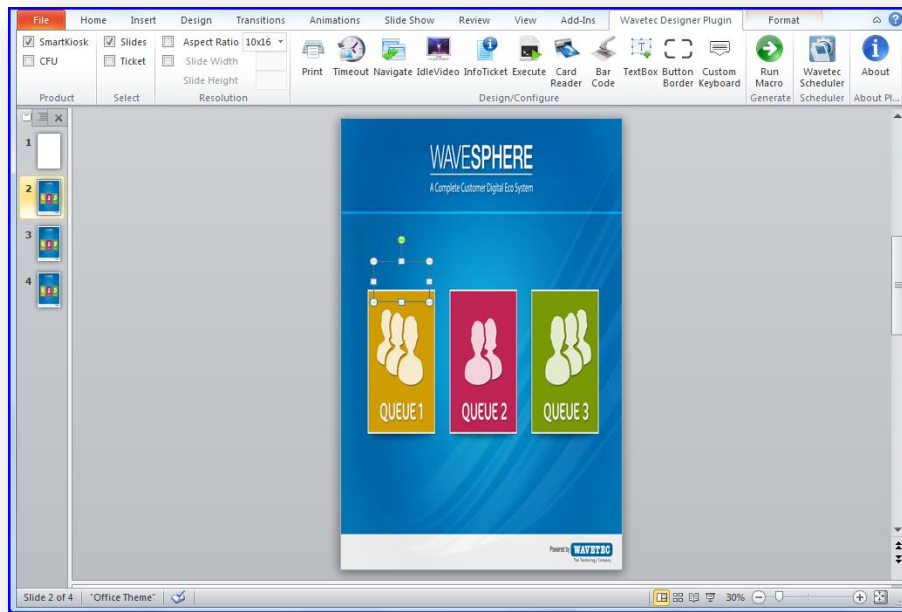 File Home Insert Design Transitions Animations Slide Show Review View Add-Ins Wavetec Designer Plugin Format
SmartKiosk Slides Aspect Ratio 10x16
CFU Ticket Slide Width
Slide Height
Print Timeout Navigate IdleVideo InfoTicket Execute Card Reader Bar Code TextBox Button Border Custom Keyboard Run Macro Wavetec Scheduler About
Product Select Resolution Design/Configure Generate Scheduler About Pl...
1
2
3
4
WAVESPHERE
A Complete Customer Digital Eco System
QUEUE 1 QUEUE 2 QUEUE 3
Powered by WAVETEC
The Technology Company
Slide 2 of 4 "Office Theme" 30%